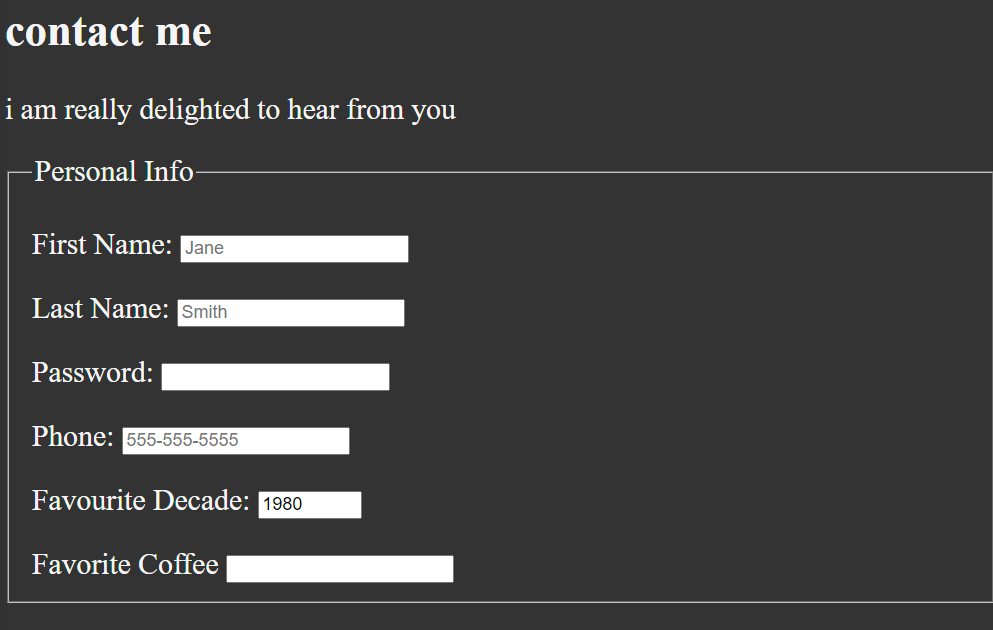 contact me
i am really delighted to hear from you
Personal Info
First Name: Jane
Last Name: Smith
Password:
Phone: 555-555-5555
Favourite Decade: 1980
Favorite Coffee